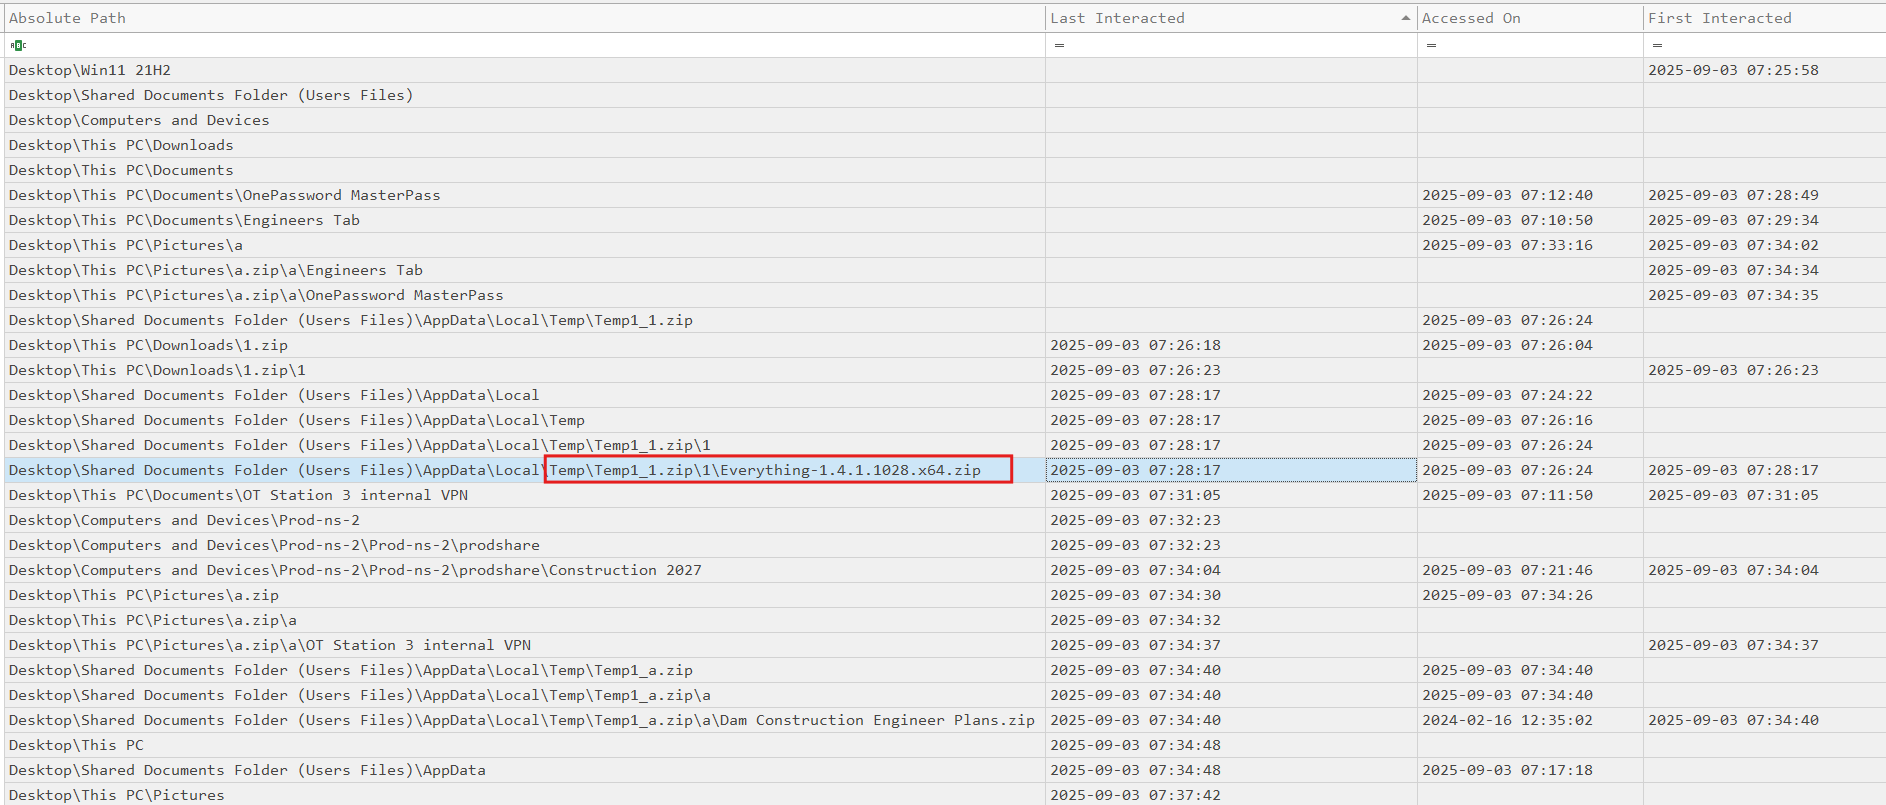 Absolute Path Last Interacted Accessed On First Interacted
ABC = = =
Desktop\Win11 21H2 2025-09-03 07:25:58
Desktop\Shared Documents Folder (Users Files)
Desktop\Computers and Devices
Desktop\This PC\Downloads
Desktop\This PC\Documents
Desktop\This PC\Documents\OnePassword MasterPass 2025-09-03 07:12:40 2025-09-03 07:28:49
Desktop\This PC\Documents\Engineers Tab 2025-09-03 07:10:50 2025-09-03 07:29:34
Desktop\This PC\Pictures\a 2025-09-03 07:33:16 2025-09-03 07:34:02
Desktop\This PC\Pictures\a.zip\a\Engineers Tab 2025-09-03 07:34:34
Desktop\This PC\Pictures\a.zip\a\OnePassword MasterPass 2025-09-03 07:34:35
Desktop\Shared Documents Folder (Users Files)\AppData\Local\Temp\Temp1_1.zip 2025-09-03 07:26:24
Desktop\This PC\Downloads\1.zip 2025-09-03 07:26:18 2025-09-03 07:26:04
Desktop\This PC\Downloads\1.zip\1 2025-09-03 07:26:23 2025-09-03 07:26:23
Desktop\Shared Documents Folder (Users Files)\AppData\Local 2025-09-03 07:28:17 2025-09-03 07:24:22
Desktop\Shared Documents Folder (Users Files)\AppData\Local\Temp 2025-09-03 07:28:17 2025-09-03 07:26:16
Desktop\Shared Documents Folder (Users Files)\AppData\Local\Temp\Temp1_1.zip\1 2025-09-03 07:28:17 2025-09-03 07:26:24
Desktop\Shared Documents Folder (Users Files)\AppData\Local\Temp\Temp1_1.zip\1\Everything-1.4.1.1028.x64.zip 2025-09-03 07:28:17 2025-09-03 07:26:24 2025-09-03 07:28:17
Desktop\This PC\Documents\OT Station 3 internal VPN 2025-09-03 07:31:05 2025-09-03 07:11:50 2025-09-03 07:31:05
Desktop\Computers and Devices\Prod-ns-2 2025-09-03 07:32:23
Desktop\Computers and Devices\Prod-ns-2\Prod-ns-2\prodshare 2025-09-03 07:32:23
Desktop\Computers and Devices\Prod-ns-2\Prod-ns-2\prodshare\Construction 2027 2025-09-03 07:34:04 2025-09-03 07:21:46 2025-09-03 07:34:04
Desktop\This PC\Pictures\a.zip 2025-09-03 07:34:30 2025-09-03 07:34:26
Desktop\This PC\Pictures\a.zip\a 2025-09-03 07:34:32
Desktop\This PC\Pictures\a.zip\a\OT Station 3 internal VPN 2025-09-03 07:34:37 2025-09-03 07:34:37
Desktop\Shared Documents Folder (Users Files)\AppData\Local\Temp\Temp1_a.zip 2025-09-03 07:34:40 2025-09-03 07:34:40
Desktop\Shared Documents Folder (Users Files)\AppData\Local\Temp\Temp1_a.zip\a 2025-09-03 07:34:40 2025-09-03 07:34:40
Desktop\Shared Documents Folder (Users Files)\AppData\Local\Temp\Temp1_a.zip\a\Dam Construction Engineer Plans.zip 2025-09-03 07:34:40 2024-02-16 12:35:02 2025-09-03 07:34:40
Desktop\This PC 2025-09-03 07:34:48
Desktop\Shared Documents Folder (Users Files)\AppData 2025-09-03 07:34:48 2025-09-03 07:17:18
Desktop\This PC\Pictures 2025-09-03 07:37:42